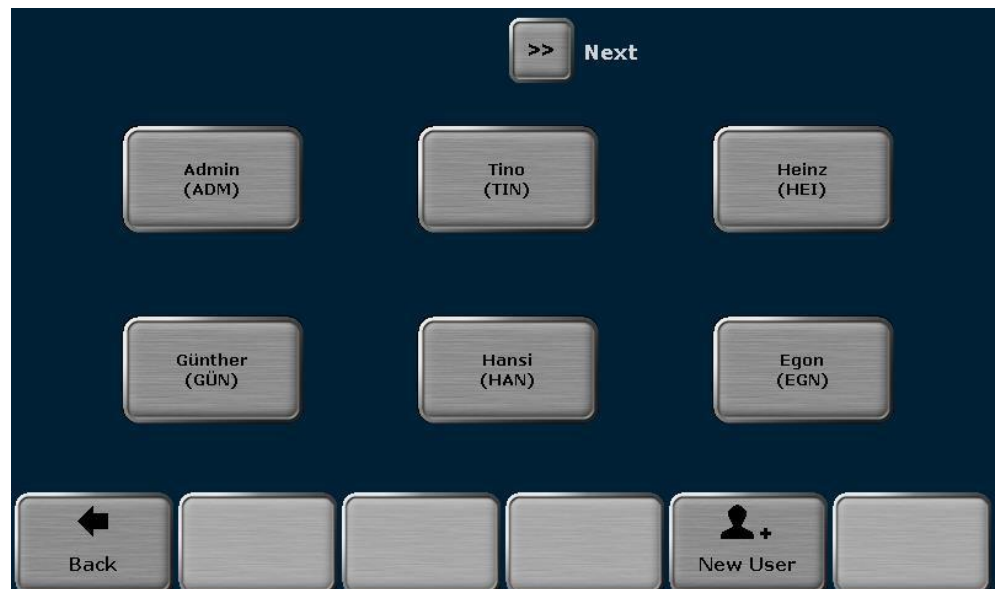 >> Next
Admin
(ADM)
Tino
(TIN)
Heinz
(HEI)
Günther
(GÜN)
Hansi
(HAN)
Egon
(EGN)
Back
New User